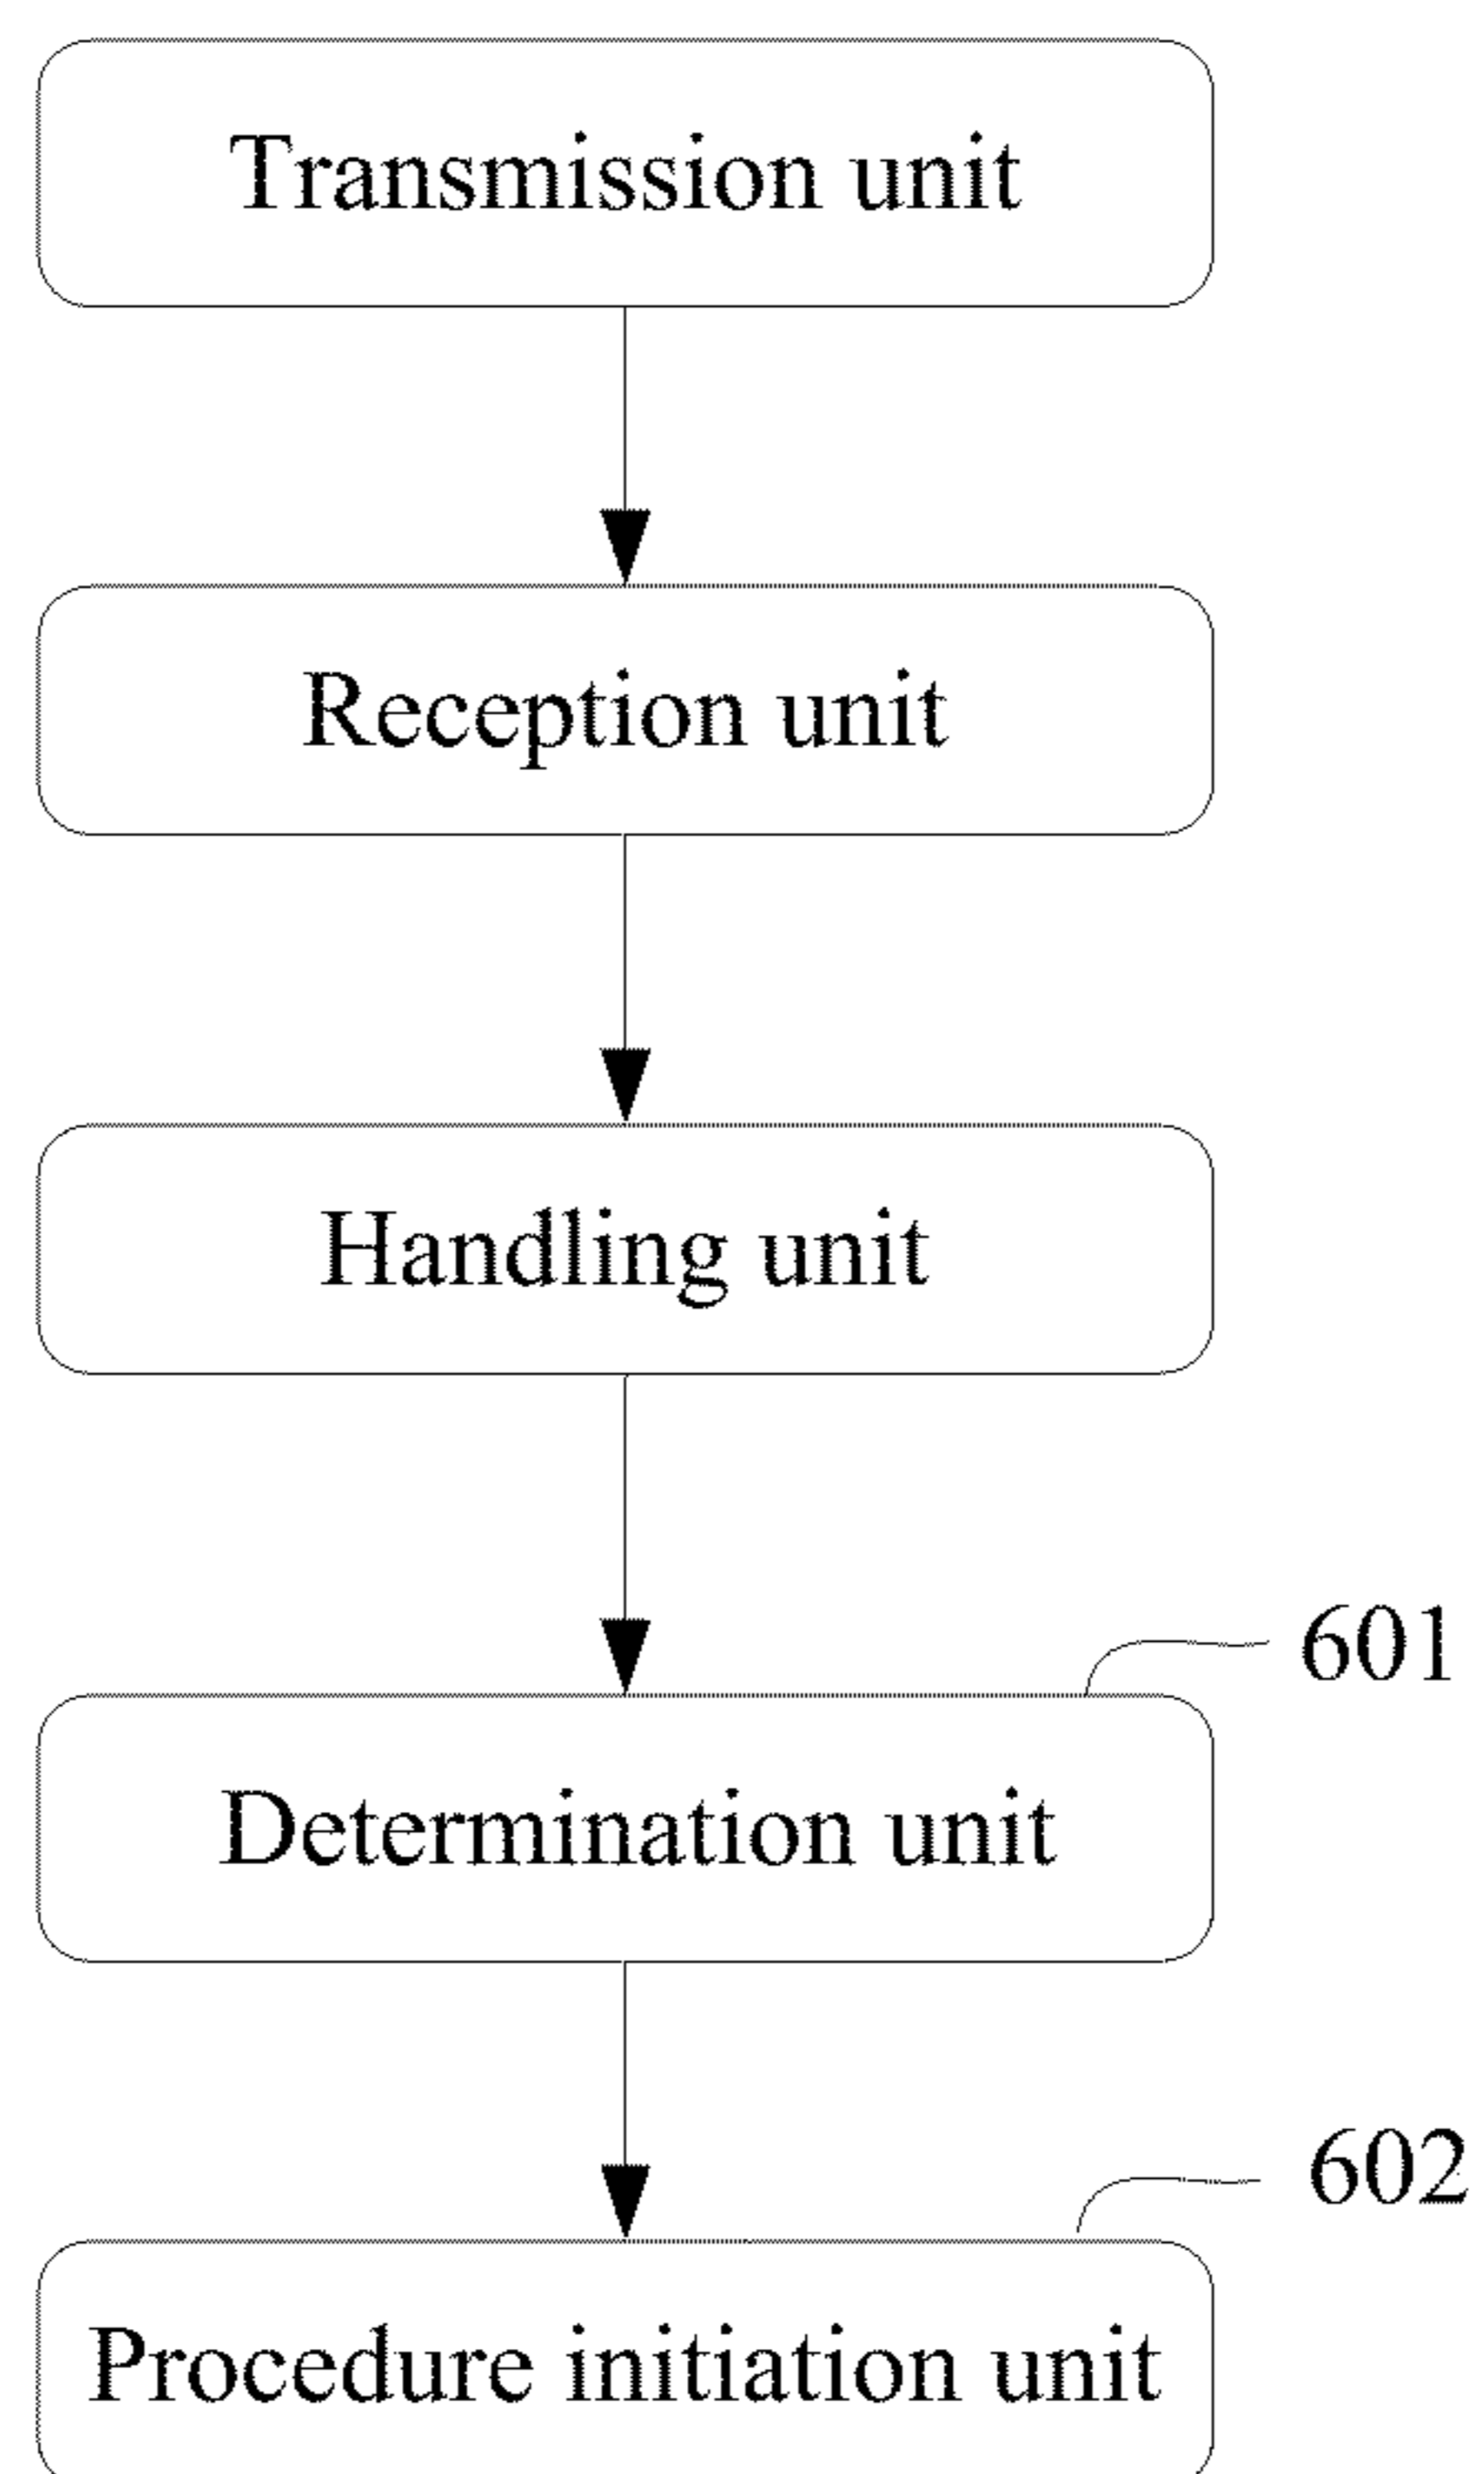 Transmission unit
Reception unit
Handling unit
601
Determination unit
602
Procedure initiation unit